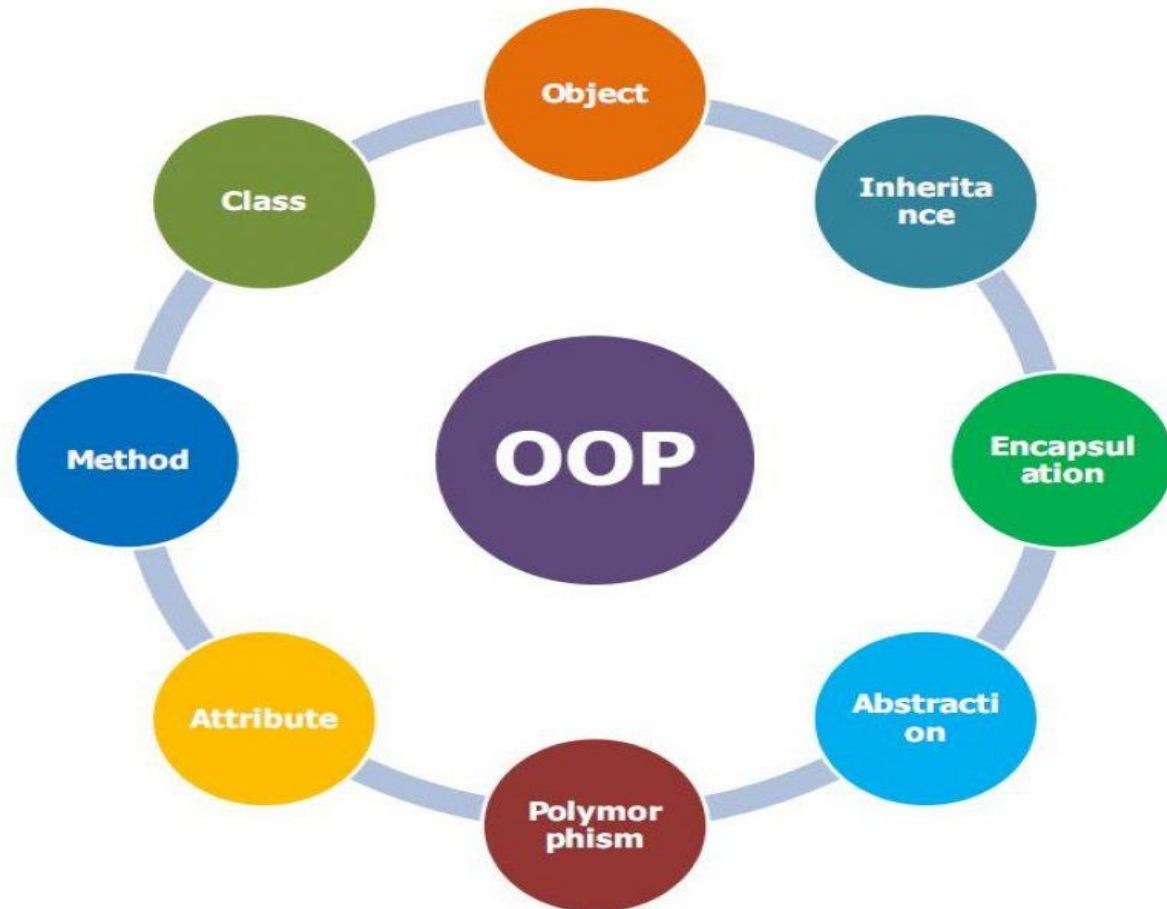 Object
Inherita
nce
Encapsul
ation
Abstracti
on
Polymor
phism
Attribute
Method
Class
OOP